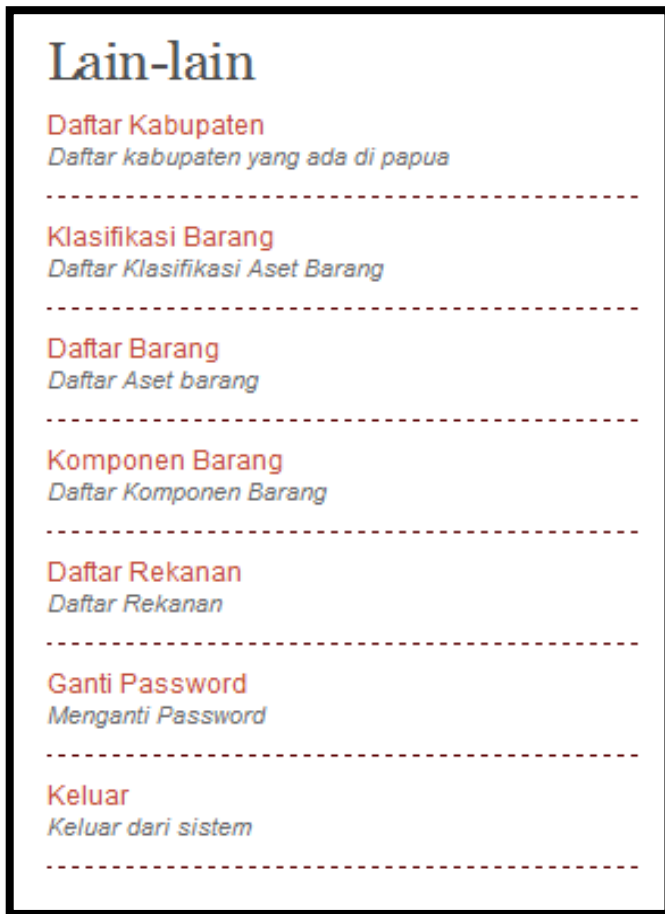 Lain-lain
Daftar Kabupaten
Daftar kabupaten yang ada di papua
Klasifikasi Barang
Daftar Klasifikasi Aset Barang
Daftar Barang
Daftar Aset barang
Komponen Barang
Daftar Komponen Barang
Daftar Rekanan
Daftar Rekanan
Ganti Password
Menganti Password
Keluar
Keluar dari sistem